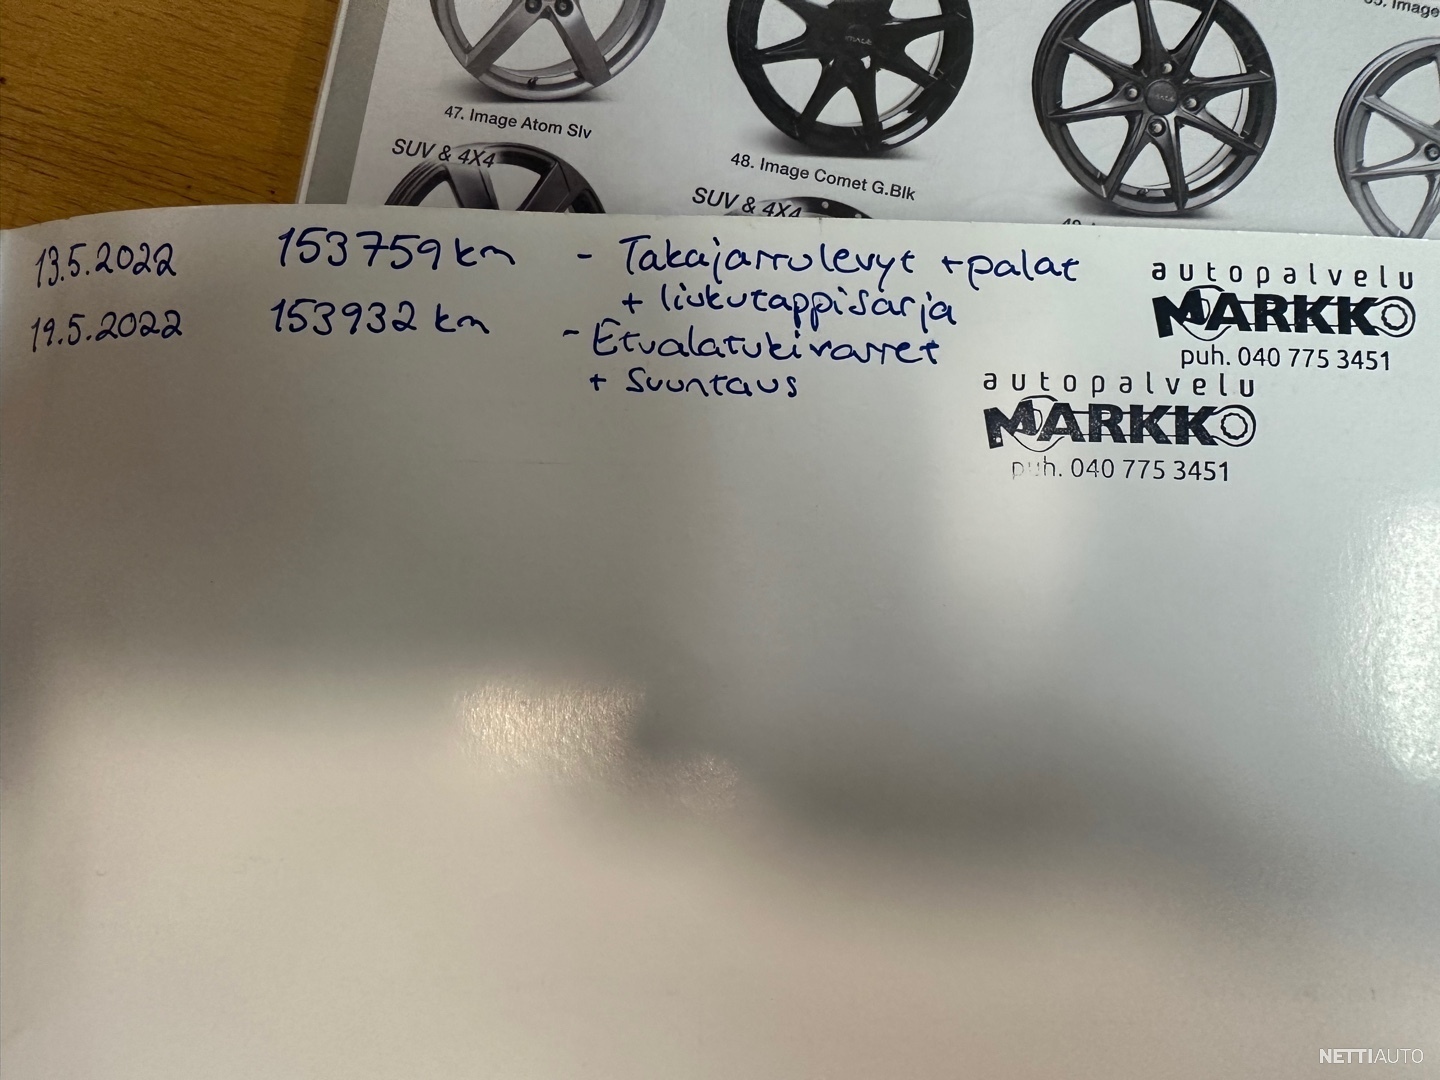 47. Image Atom Slv
SUV & 4X4
48. Image Comet G.Blk
SUV & 4X4
Image
13.5.2022 153759 km - Takajarrulevyt + palat
+ liukutappisarja
19.5.2022 153932 km - Etualatukivarret
+ Suuntaus
autopalvelu
MARKKO
puh. 040 775 3451
autopalvelu
MARKKO
puh. 040 775 3451
NETTIAUTO